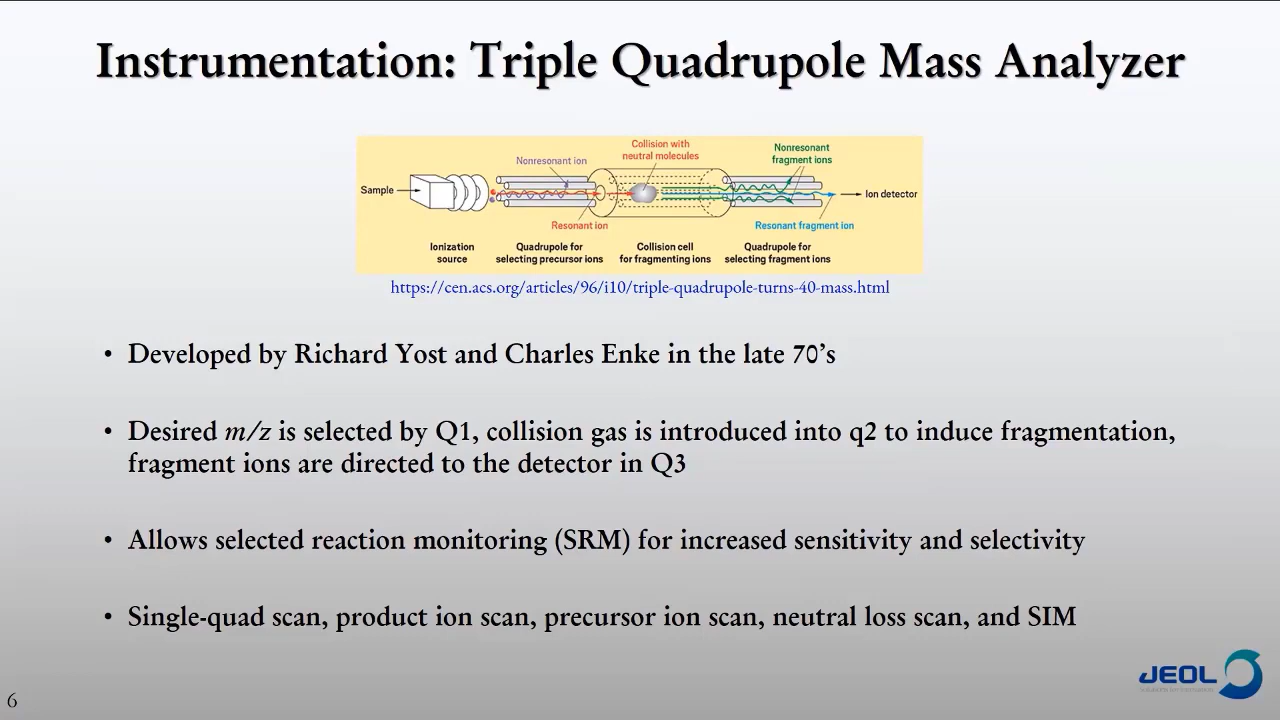 Instrumentation: Triple Quadrupole Mass Analyzer
Collision with
neutral molecules
Nonresonant
fragment ions
Nonresonant ion
Sample
Ion detector
Resonant ion
Resonant fragment ion
Ionization
source
Quadrupole for
selecting precursor ions
Collision cell
for fragmenting ions
Quadrupole for
selecting fragment ions
https://cen.acs.org/articles/96/i10/triple-quadrupole-turns-40-mass.html
• Developed by Richard Yost and Charles Enke in the late 70’s
• Desired m/z is selected by Q1, collision gas is introduced into q2 to induce fragmentation,
fragment ions are directed to the detector in Q3
• Allows selected reaction monitoring (SRM) for increased sensitivity and selectivity
• Single-quad scan, product ion scan, precursor ion scan, neutral loss scan, and SIM
JEOL
6